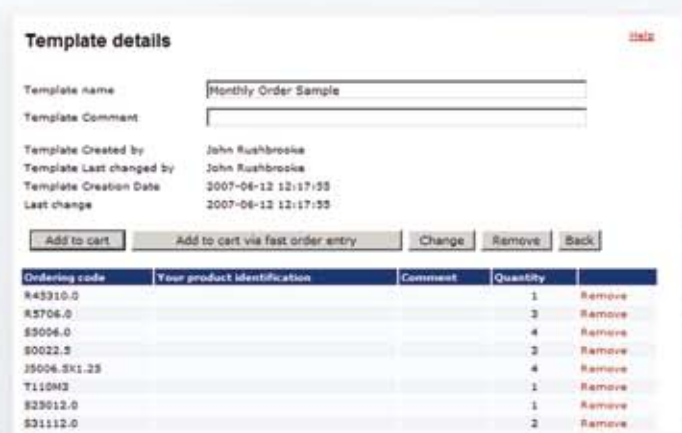 Template details
Help
Template name Monthly Order Sample
Template Comment
Template Created by John Rushbrooke
Template Last changed by John Rushbrooke
Template Creation Date 2007-06-12 12:17:55
Last change 2007-06-12 12:17:55
Add to cart Add to cart via fast order entry Change Remove Back
Ordering code Your product identification Comment Quantity
R45310.0 1 Remove
R5706.0 3 Remove
S5006.0 4 Remove
S0022.5 3 Remove
J5006.SX1.25 4 Remove
T110M3 1 Remove
S25012.0 1 Remove
S31112.0 2 Remove